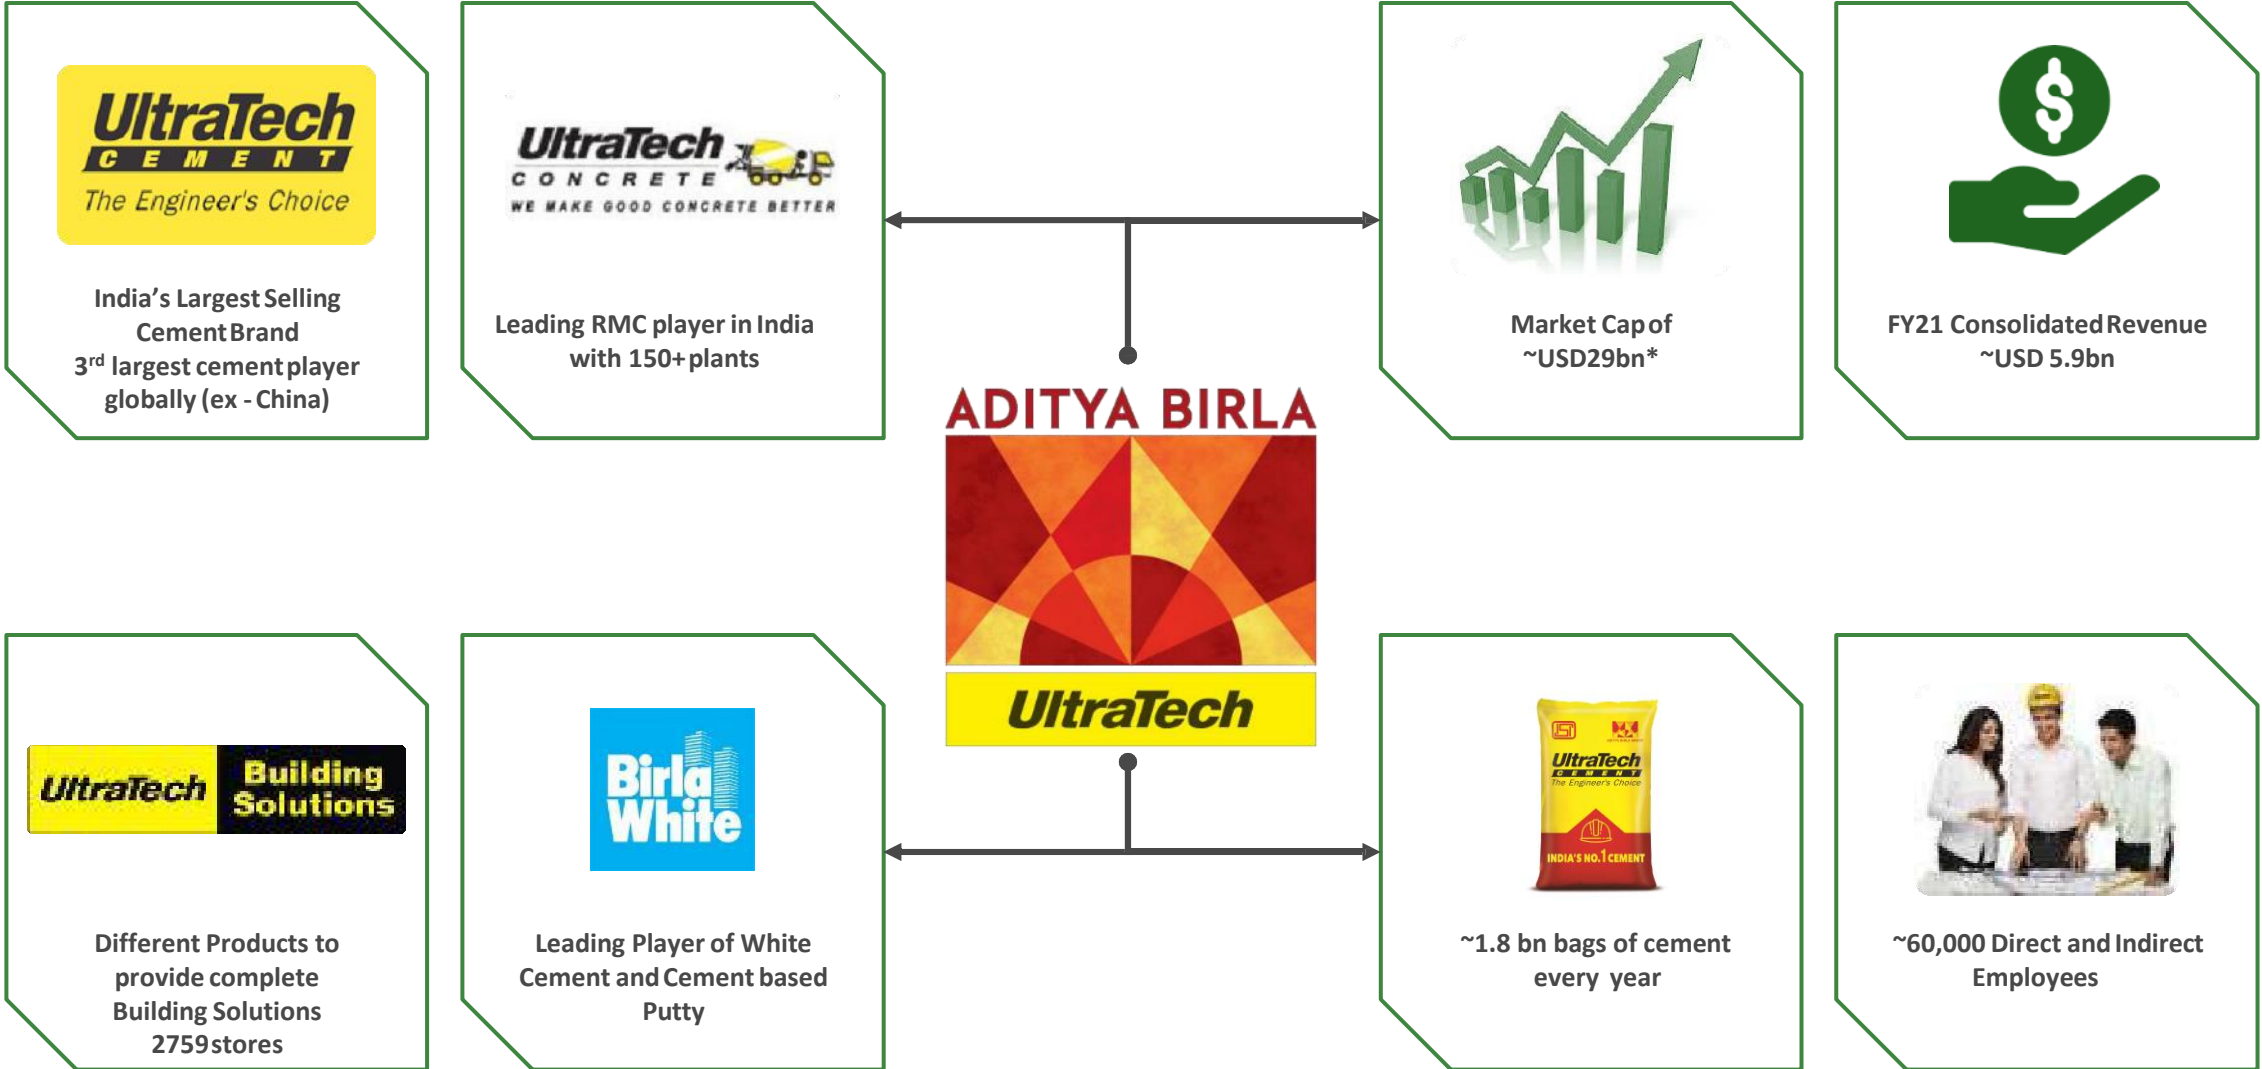 UltraTech
CEMENT
The Engineer's Choice
India's Largest Selling
Cement Brand
3rd largest cement player
globally (ex - China)
UltraTech
CONCRETE
WE MAKE GOOD CONCRETE BETTER
Leading RMC player in India
with 150+ plants
Market Cap of
~USD29bn*
$
FY21 Consolidated Revenue
~USD 5.9bn
ADITYA BIRLA
UltraTech
UltraTech
Building
Solutions
Different Products to
provide complete
Building Solutions
2759 stores
Birla
White
Leading Player of White
Cement and Cement based
Putty
UltraTech
CEMENT
The Engineer's Choice
INDIA'S NO.1 CEMENT
~1.8 bn bags of cement
every year
~60,000 Direct and Indirect
Employees